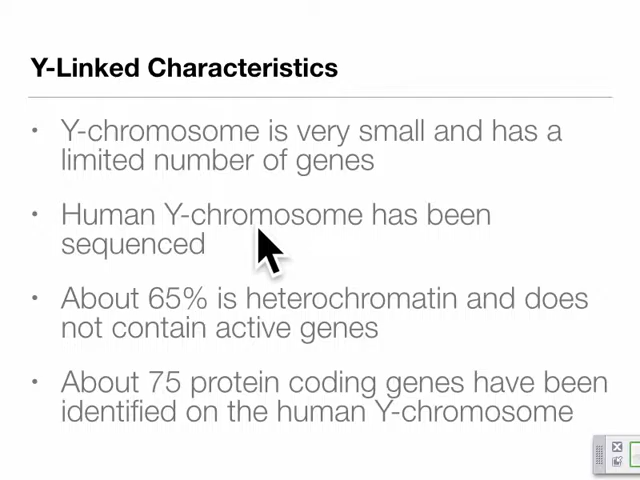 Y-Linked Characteristics
• Y-chromosome is very small and has a
limited number of genes
• Human Y-chromosome has been
sequenced
• About 65% is heterochromatin and does
not contain active genes
• About 75 protein coding genes have been
identified on the human Y-chromosome